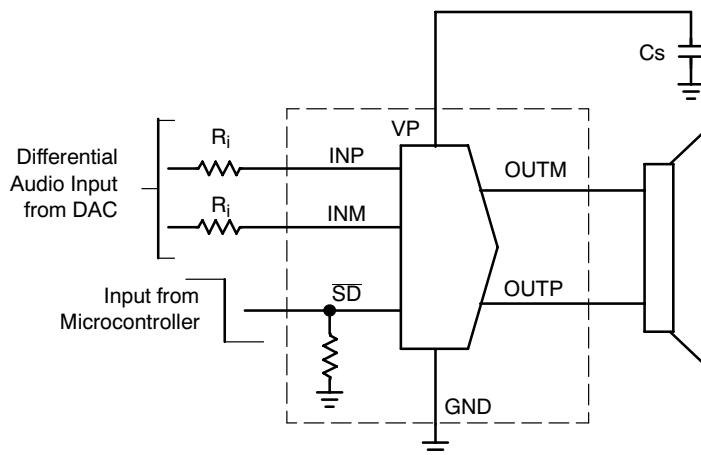 Cs
VP
Ri
INP
Differential
Audio Input
from DAC
OUTM
Ri
INM
Input from
Microcontroller
SD
OUTP
GND